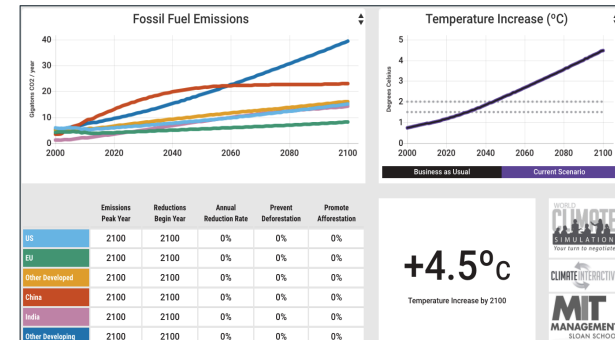 Fossil Fuel Emissions
Gigatons CO2 / year
40
30
20
10
0
2000
2020
2040
2060
2080
2100
Temperature Increase (ºC)
Degrees Celsius
5
4
3
2
1
0
2000
2020
2040
2060
2080
2100
Business as Usual
Current Scenario
Emissions Peak Year
Reductions Begin Year
Annual Reduction Rate
Prevent Deforestation
Promote Afforestation
US 2100 2100 0% 0% 0%
EU 2100 2100 0% 0% 0%
Other Developed 2100 2100 0% 0% 0%
China 2100 2100 0% 0% 0%
India 2100 2100 0% 0% 0%
Other Developing 2100 2100 0% 0% 0%
+4.5ºC
Temperature Increase by 2100
WORLD
CLIMATE
SIMULATION
Your turn to negotiate
CLIMATE INTERACTIV
MIT
MANAGEMENT
SLOAN SCHOO